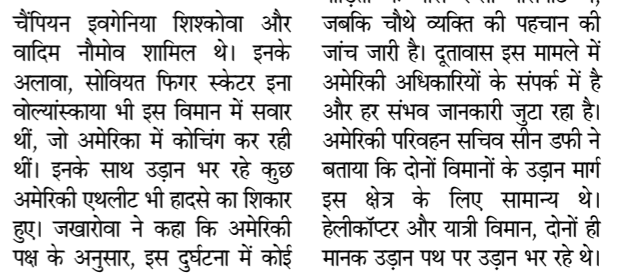 चैंपियन इवगेनिया शिश्कोवा और
वादिम नौमोव शामिल थे। इनके
अलावा, सोवियत फिगर स्केटर इना
वोल्यांस्काया भी इस विमान में सवार
थीं, जो अमेरिका में कोचिंग कर रही
थीं। इनके साथ उड़ान भर रहे कुछ
अमेरिकी एथलीट भी हादसे का शिकार
हुए। जखारोवा ने कहा कि अमेरिकी
पक्ष के अनुसार, इस दुर्घटना में कोई
जबकि चौथे व्यक्ति की पहचान की
जांच जारी है। दूतावास इस मामले में
अमेरिकी अधिकारियों के संपर्क में है
और हर संभव जानकारी जुटा रहा है।
अमेरिकी परिवहन सचिव सीन डफी ने
बताया कि दोनों विमानों के उड़ान मार्ग
इस क्षेत्र के लिए सामान्य थे।
हेलीकॉप्टर और यात्री विमान, दोनों ही
मानक उड़ान पथ पर उड़ान भर रहे थे।